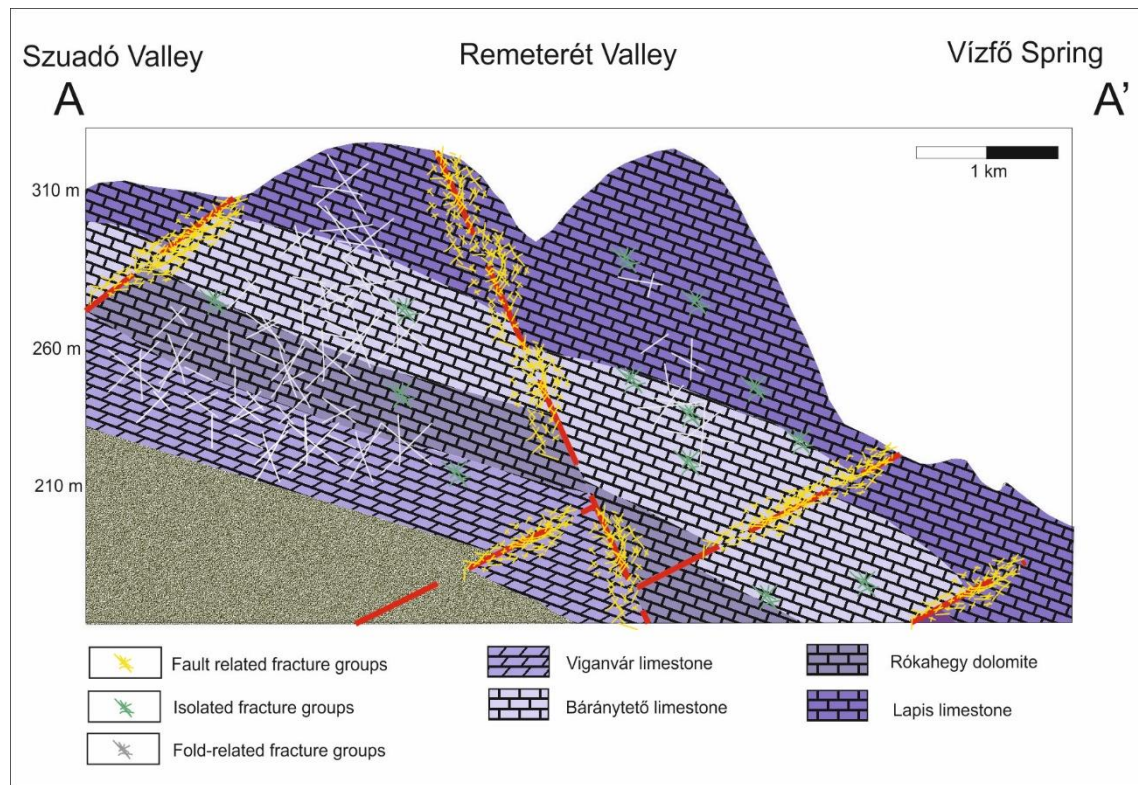 Szuadó Valley
Remeterét Valley
Vízfő Spring
A
A'
1 km
310 m
260 m
210 m
Fault related fracture groups
Viganvár limestone
Rókahegy dolomite
Isolated fracture groups
Báránytető limestone
Lapis limestone
Fold-related fracture groups